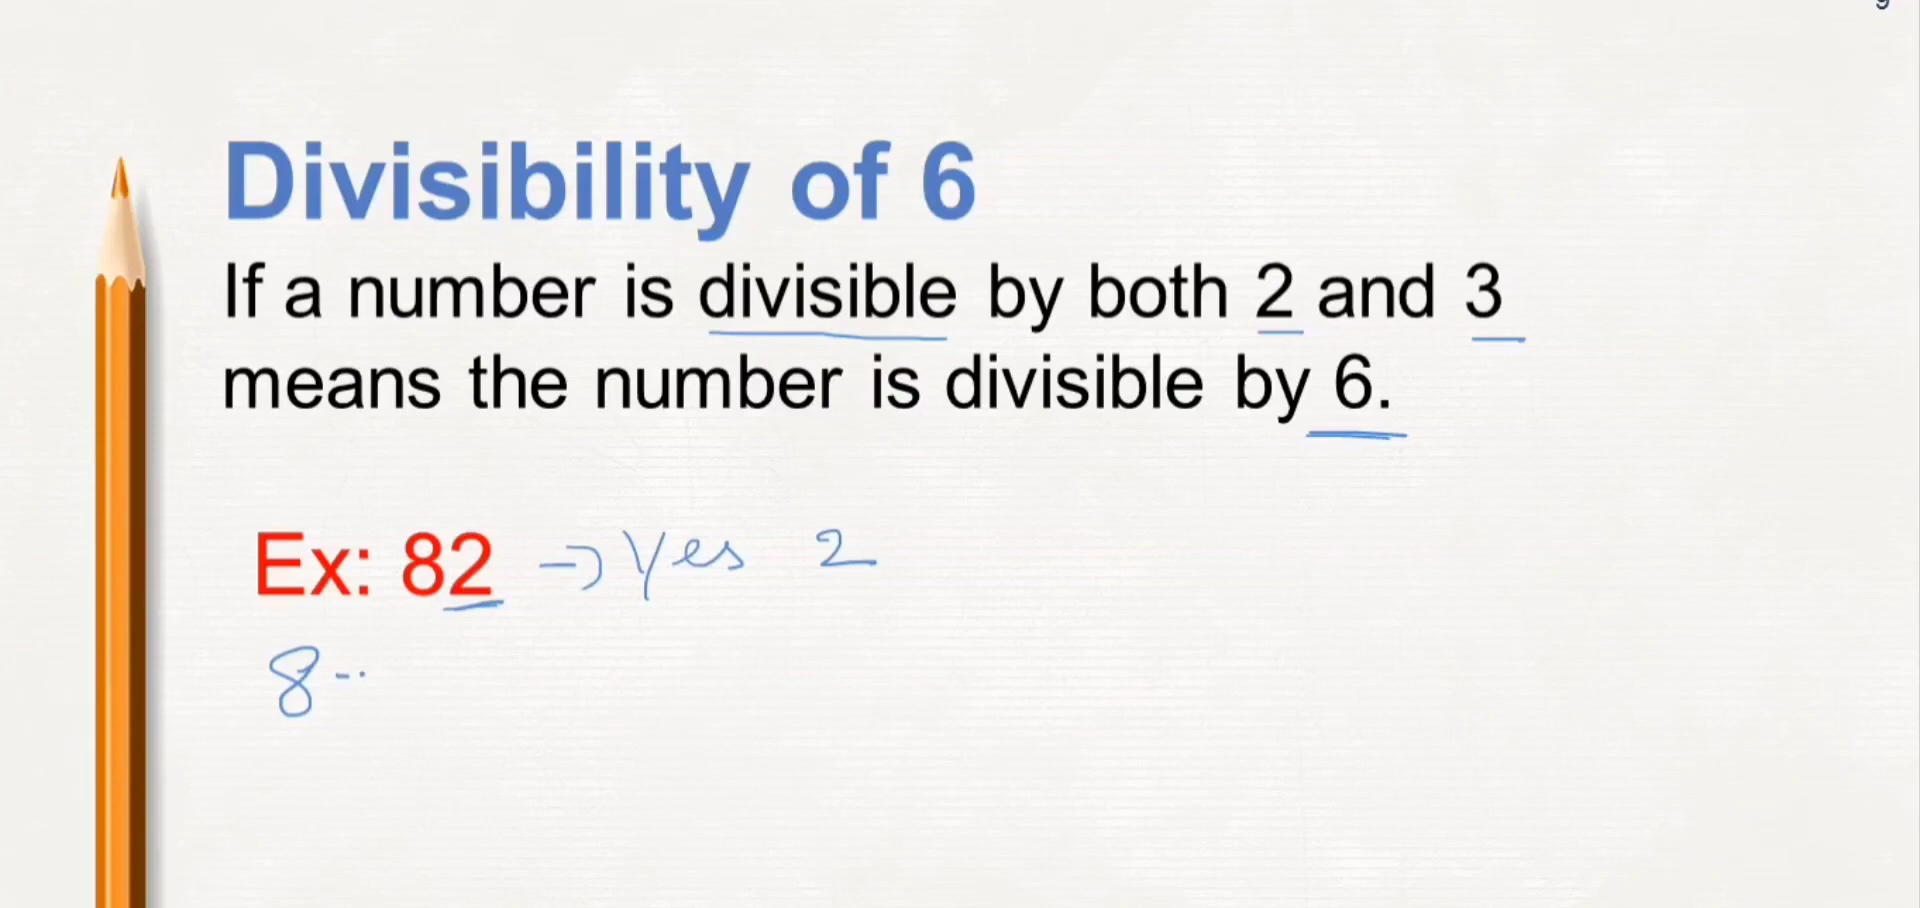 Divisibility of 6
If a number is divisible by both 2 and 3
means the number is divisible by 6.
Ex: 82 → Yes 2
8